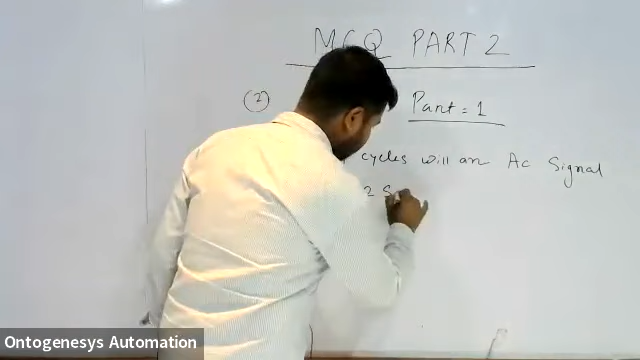 MCQ PART 2
(2)
Part = 1
cycles will an Ac Signal
2 S
Ontogenesys Automation